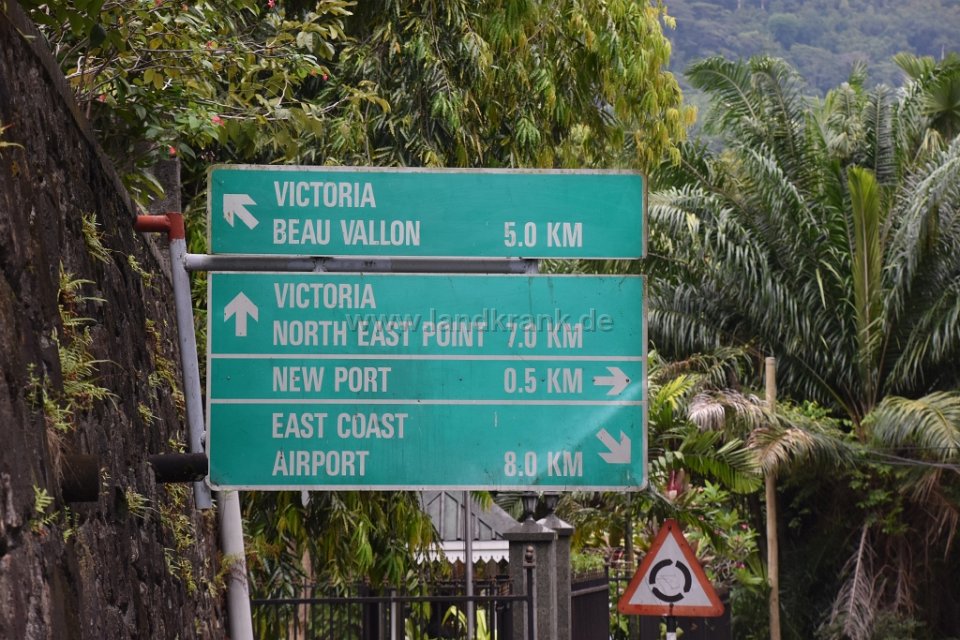 VICTORIA
BEAU VALLON 5.0 KM
VICTORIA
NORTH EAST POINT 7.0 KM
www.landkrank.de
NEW PORT 0.5 KM
EAST COAST
AIRPORT 8.0 KM